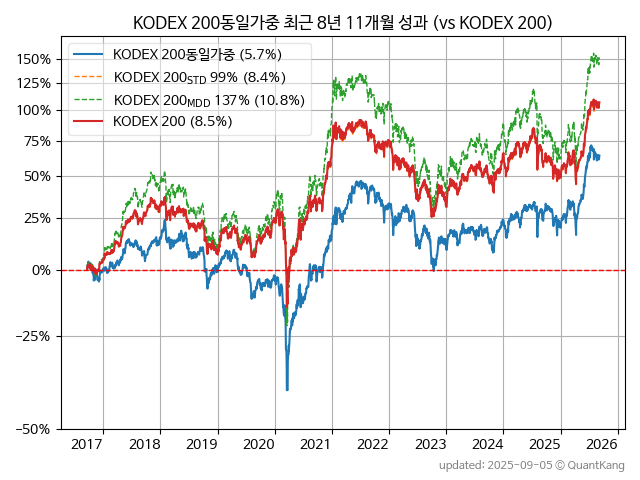 KODEX 200동일가중 최근 8년 11개월 성과 (vs KODEX 200)
KODEX 200동일가중 (5.7%)
KODEX 200STD 99% (8.4%)
KODEX 200MDD 137% (10.8%)
KODEX 200 (8.5%)
150%
125%
100%
75%
50%
25%
0%
-25%
-50%
2017 2018 2019 2020 2021 2022 2023 2024 2025 2026
updated: 2025-09-05 © QuantKang